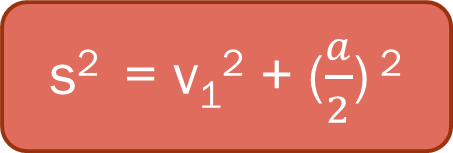 s² = v₁² + (a/2)²